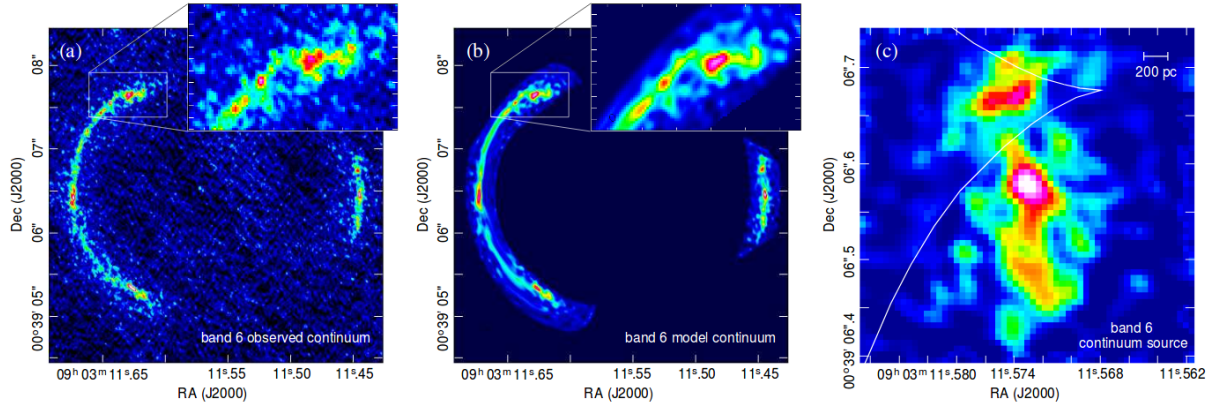 (a)
08"
07"
06"
00° 39' 05"
Dec (J2000)
band 6 observed continuum
09ʰ 03ᵐ 11ˢ.65
11ˢ.55
11ˢ.50
11ˢ.45
RA (J2000)
(b)
08"
07"
06"
00° 39' 05"
Dec (J2000)
band 6 model continuum
09ʰ 03ᵐ 11ˢ.65
11ˢ.55
11ˢ.50
11ˢ.45
RA (J2000)
(c)
200 pc
06".7
06".6
06".5
00° 39' 06".4
Dec (J2000)
band 6
continuum source
09ʰ 03ᵐ 11ˢ.580
11ˢ.574
11ˢ.568
11ˢ.562
RA (J2000)